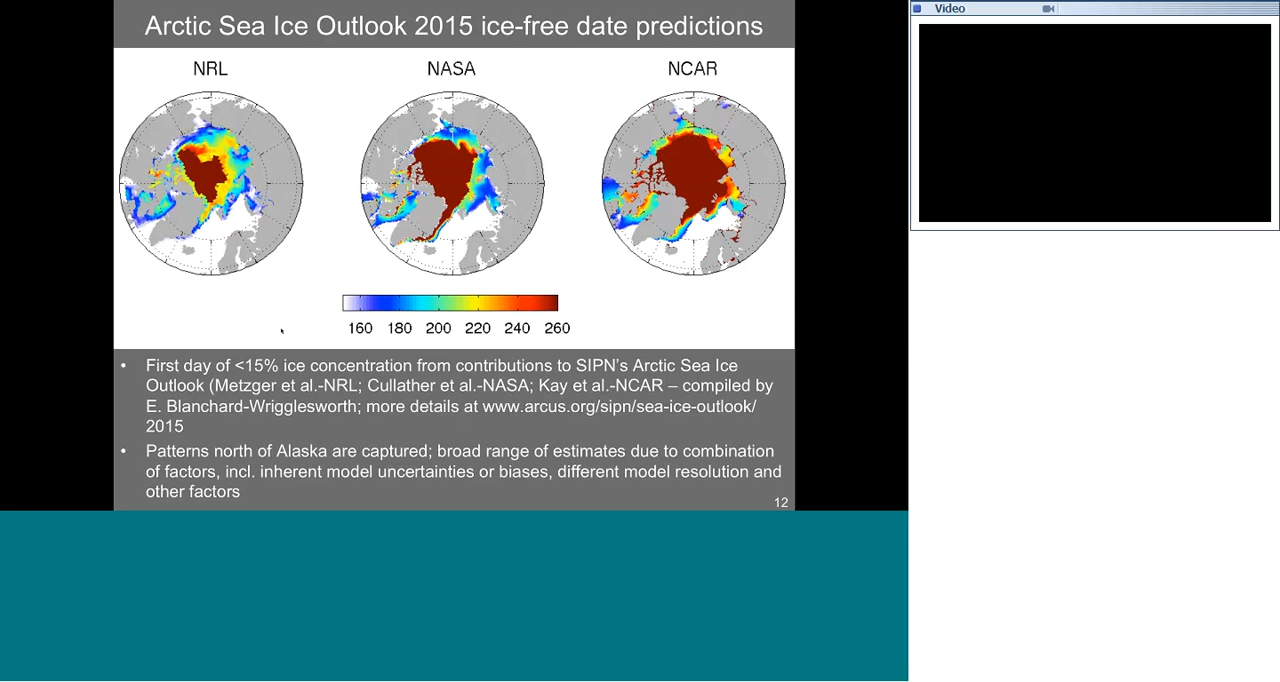 Arctic Sea Ice Outlook 2015 ice-free date predictions
NRL NASA NCAR
160 180 200 220 240 260
• First day of <15% ice concentration from contributions to SIPN's Arctic Sea Ice
Outlook (Metzger et al.-NRL; Cullather et al.-NASA; Kay et al.-NCAR – compiled by
E. Blanchard-Wrigglesworth; more details at www.arcus.org/sipn/sea-ice-outlook/
2015
• Patterns north of Alaska are captured; broad range of estimates due to combination
of factors, incl. inherent model uncertainties or biases, different model resolution and
other factors
12
Video